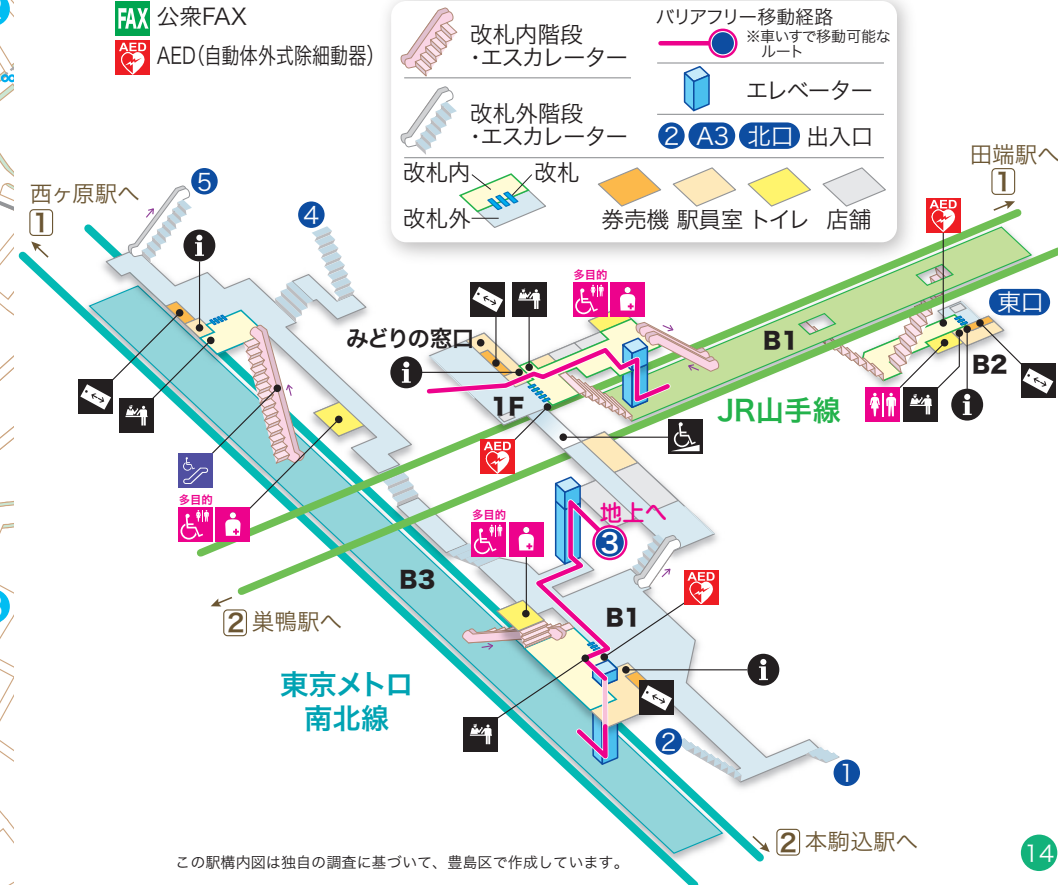 FAX 公衆FAX
AED AED(自動体外式除細動器)
改札内階段
・エスカレーター
改札外階段
・エスカレーター
バリアフリー移動経路
※車いすで移動可能な
ルート
エレベーター
2 A3 北口 出入口
改札内
改札
改札外
券売機 駅員室 トイレ 店舗
田端駅へ
1
西ヶ原駅へ
1
5
4
i
AED
多目的
東口
みどりの窓口
i
B1
B2
i
1F
JR山手線
AED
多目的
多目的
地上へ
3
B3
AED
B1
2 巣鴨駅へ
i
東京メトロ
南北線
2
1
2 本駒込駅へ
この駅構内図は独自の調査に基づいて、豊島区で作成しています。
14